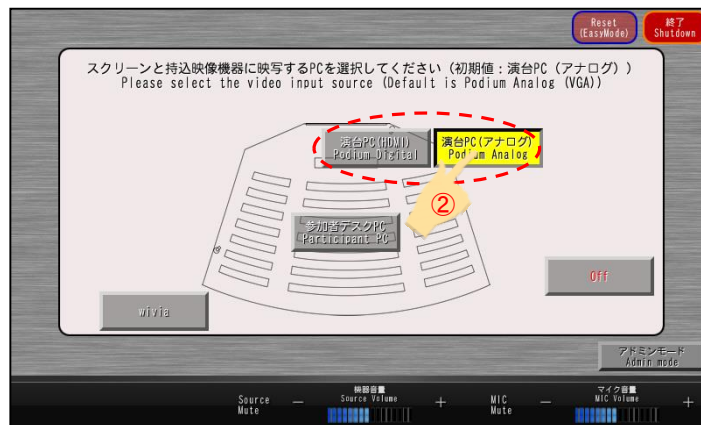 Reset
(EasyMode)
終了
Shutdown
スクリーンと持込映像機器に映写するPCを選択してください（初期値：演台PC（アナログ））
Please select the video input source (Default is Podium Analog (VGA))
演台PC(HDMI)
Podium Digital
演台PC(アナログ)
Podium Analog
②
参加者デスクPC
Participant PC
Off
wivia
アドミンモード
Admin mode
Source
Mute
－
機器音量
Source Volume
＋
MIC
Mute
－
マイク音量
MIC Volume
＋